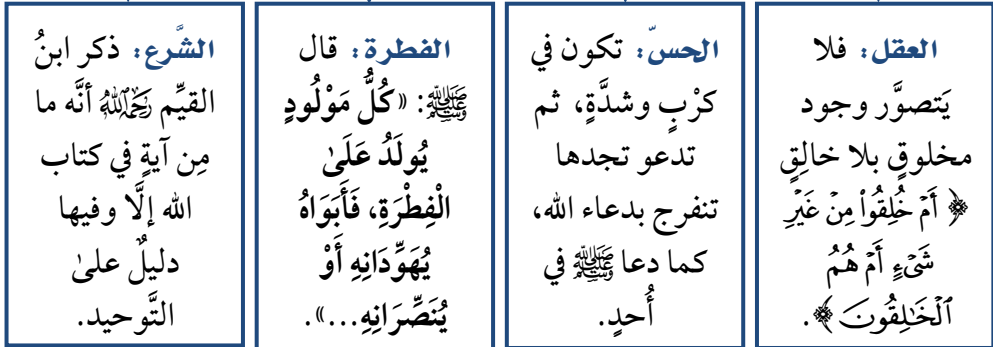 العقل: فلا
يَتصوَّر وجود
مخلوقٍ بلا خالِقٍ
﴿ أَمۡ خُلِقُواْ مِنۡ غَيۡرِ
شَيۡءٍ أَمۡ هُمُ
ٱلۡخَٰلِقُونَ ﴾.
الحسّ: تكون في
كرْبٍ وشدَّةٍ، ثم
تدعو تجدها
تنفرج بدعاء الله،
كما دعا ﷺ في
أُحدٍ.
الفطرة: قال
ﷺ: «كُلُّ مَوْلُودٍ
يُولَدُ عَلَىٰ
الْفِطْرَةِ، فَأَبَوَاهُ
يُهَوِّدَانِهِ أَوْ
يُنَصِّرَانِهِ...».
الشَّرع: ذكر ابنُ
القيِّم رَحِمَهُ اللَّهُ أنَّه ما
مِن آيةٍ في كتاب
الله إلَّا وفيها
دليلٌ علىٰ
التَّوحيد.